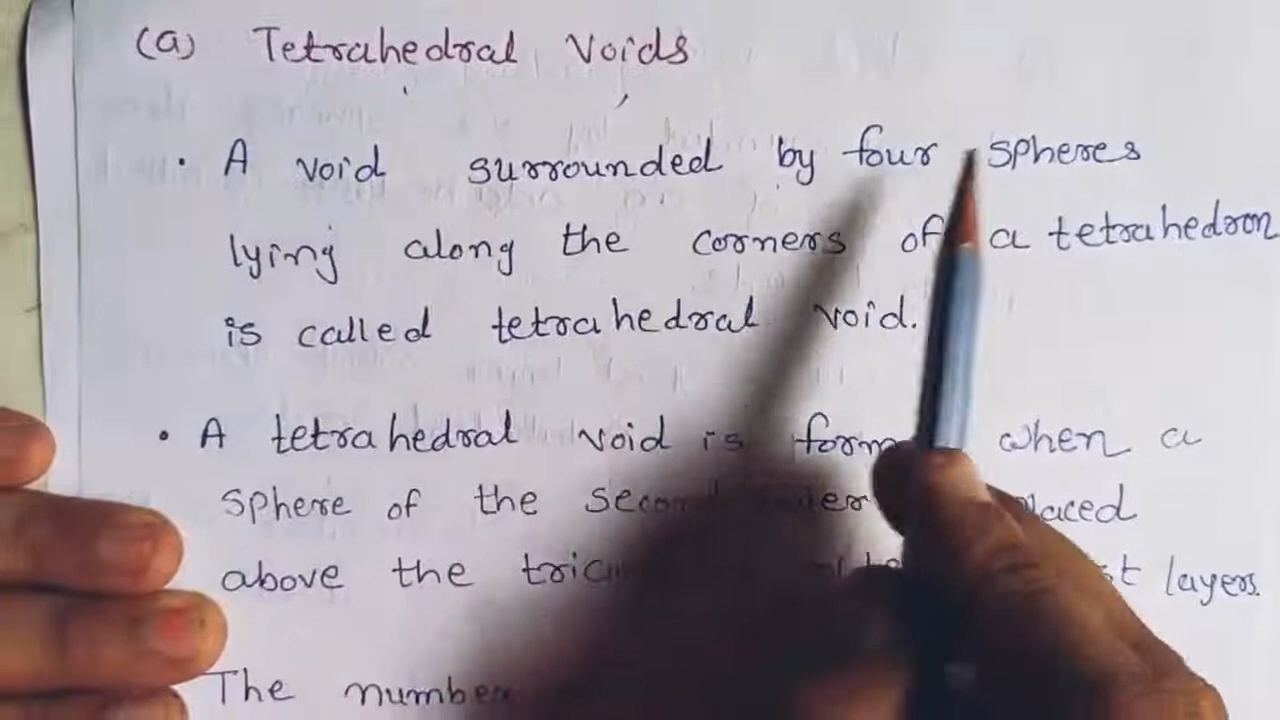 (a) Tetrahedral Voids
• A void surrounded by four spheres
lying along the corners of a tetrahedron
is called tetrahedral void.
• A tetrahedral void is when a
sphere of the
above the layers.
The number